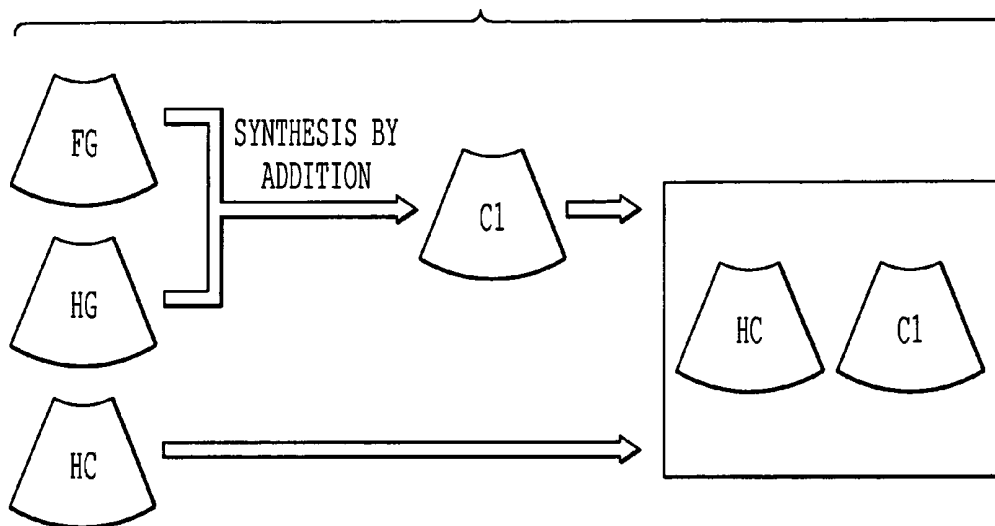 FG
SYNTHESIS BY
ADDITION
C1
HG
HC C1
HC